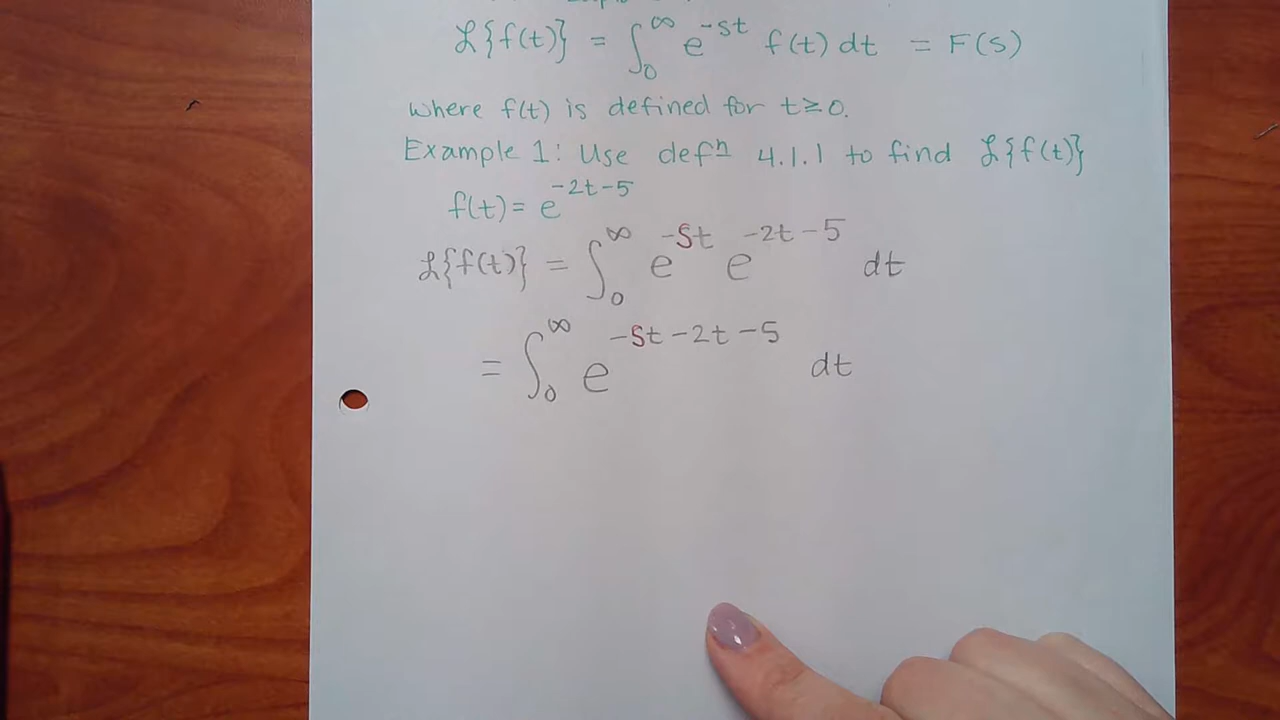 ℒ{f(t)} = ∫₀^∞ e^(-st) f(t) dt = F(s)
where f(t) is defined for t ≥ 0.
Example 1: Use defⁿ 4.1.1 to find ℒ{f(t)}
f(t) = e^(-2t-5)
ℒ{f(t)} = ∫₀^∞ e^(-st) e^(-2t-5) dt
= ∫₀^∞ e^(-st-2t-5) dt